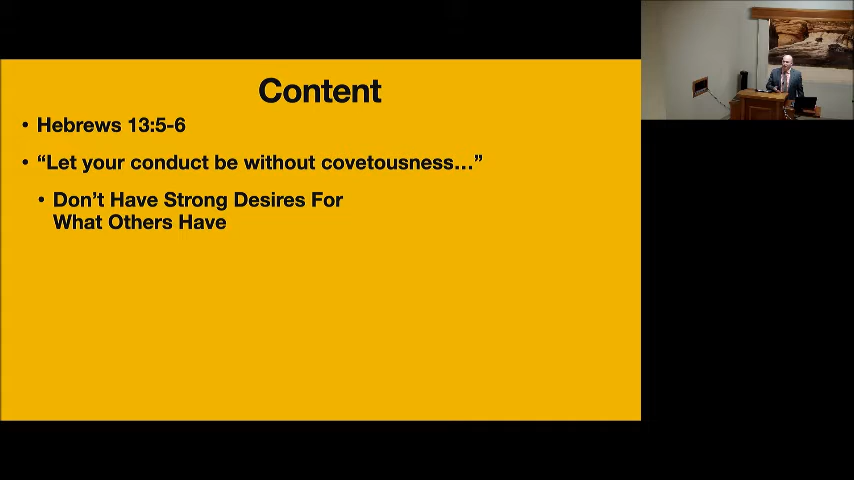 Content
• Hebrews 13:5-6
• “Let your conduct be without covetousness…”
• Don’t Have Strong Desires For
What Others Have